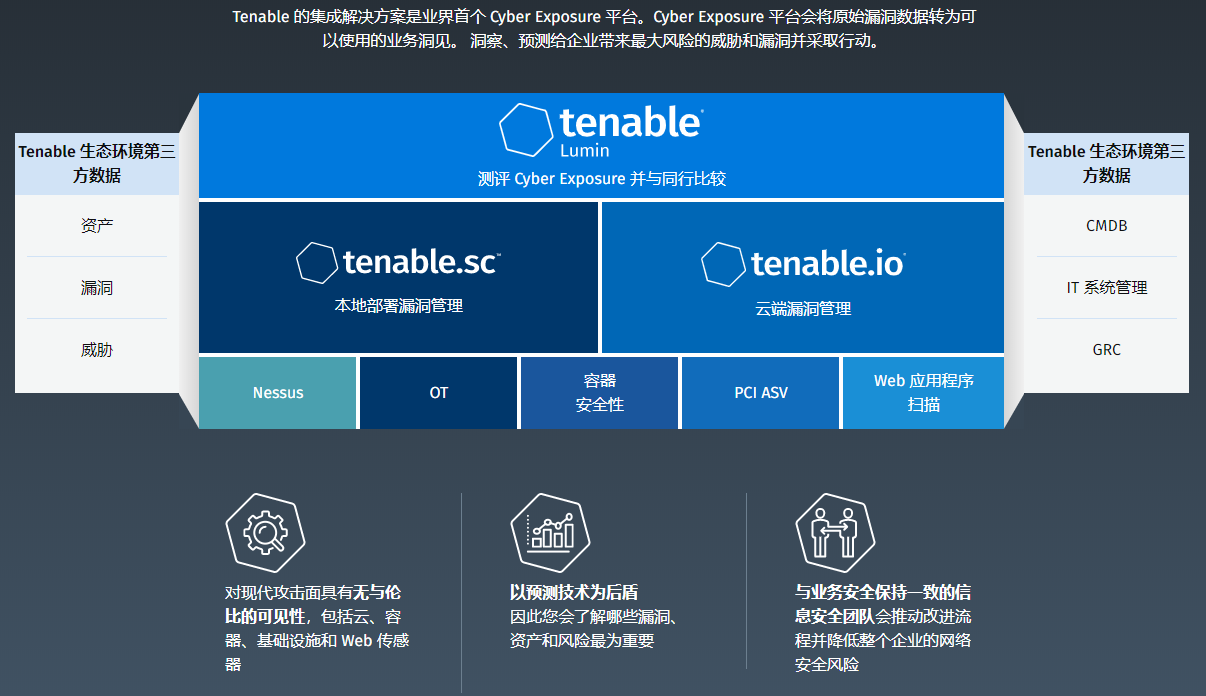 Tenable 的集成解决方案是业界首个 Cyber Exposure 平台。Cyber Exposure 平台会将原始漏洞数据转为可
以使用的业务洞见。 洞察、预测给企业带来最大风险的威胁和漏洞并采取行动。
tenable®
Lumin
测评 Cyber Exposure 并与同行比较
Tenable 生态环境第三
方数据
资产
漏洞
威胁
tenable.sc™
本地部署漏洞管理
tenable.io®
云端漏洞管理
Tenable 生态环境第三
方数据
CMDB
IT 系统管理
GRC
Nessus
OT
容器
安全性
PCI ASV
Web 应用程序
扫描
对现代攻击面具有无与伦
比的可见性，包括云、容
器、基础设施和 Web 传感
器
以预测技术为后盾
因此您会了解哪些漏洞、
资产和风险最为重要
与业务安全保持一致的信
息安全团队会推动改进流
程并降低整个企业的网络
安全风险